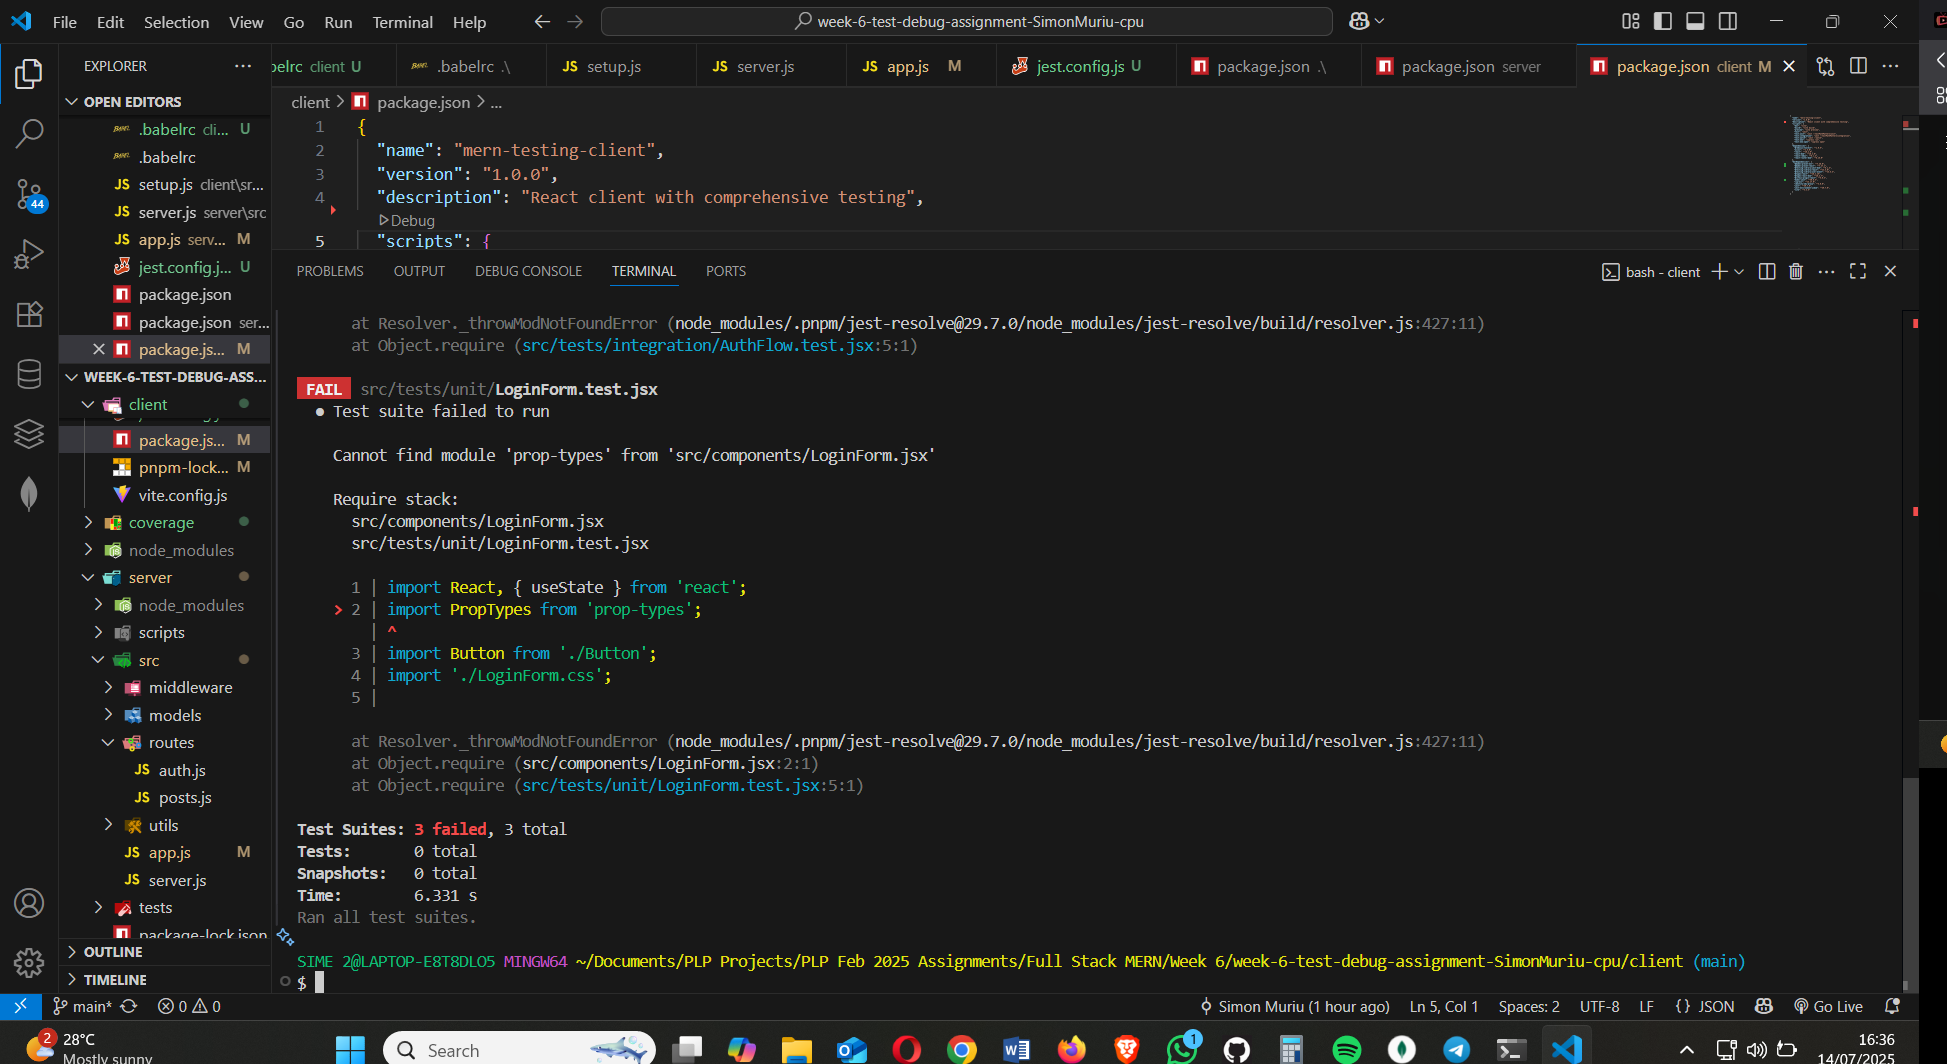 File Edit Selection View Go Run Terminal Help
week-6-test-debug-assignment-SimonMuriu-cpu
EXPLORER
belrc client U
.babelrc .\
JS setup.js
JS server.js
JS app.js M
jest.config.js U
package.json .\
package.json server
package.json client M
OPEN EDITORS
.babelrc cli... U
.babelrc
JS setup.js client\sr...
JS server.js server\src
JS app.js serv... M
jest.config.j... U
package.json
package.json ser...
package.js... M
WEEK-6-TEST-DEBUG-ASS...
client
package.js... M
pnpm-lock... M
vite.config.js
coverage
node_modules
server
node_modules
scripts
src
middleware
models
routes
JS auth.js
JS posts.js
utils
JS app.js M
JS server.js
tests
package-lock.json
OUTLINE
TIMELINE
44
client > package.json > ...
1 {
2 "name": "mern-testing-client",
3 "version": "1.0.0",
4 "description": "React client with comprehensive testing",
Debug
5 "scripts": {
PROBLEMS OUTPUT DEBUG CONSOLE TERMINAL PORTS
bash - client
at Resolver._throwModNotFoundError (node_modules/.pnpm/jest-resolve@29.7.0/node_modules/jest-resolve/build/resolver.js:427:11)
at Object.require (src/tests/integration/AuthFlow.test.jsx:5:1)
FAIL src/tests/unit/LoginForm.test.jsx
● Test suite failed to run
Cannot find module 'prop-types' from 'src/components/LoginForm.jsx'
Require stack:
src/components/LoginForm.jsx
src/tests/unit/LoginForm.test.jsx
1 | import React, { useState } from 'react';
> 2 | import PropTypes from 'prop-types';
| ^
3 | import Button from './Button';
4 | import './LoginForm.css';
5 |
at Resolver._throwModNotFoundError (node_modules/.pnpm/jest-resolve@29.7.0/node_modules/jest-resolve/build/resolver.js:427:11)
at Object.require (src/components/LoginForm.jsx:2:1)
at Object.require (src/tests/unit/LoginForm.test.jsx:5:1)
Test Suites: 3 failed, 3 total
Tests: 0 total
Snapshots: 0 total
Time: 6.331 s
Ran all test suites.
SIME 2@LAPTOP-E8T8DLO5 MINGW64 ~/Documents/PLP Projects/PLP Feb 2025 Assignments/Full Stack MERN/Week 6/week-6-test-debug-assignment-SimonMuriu-cpu/client (main)
$
main* 0 0
Simon Muriu (1 hour ago) Ln 5, Col 1 Spaces: 2 UTF-8 LF {} JSON Go Live
2 28°C
Mostly sunny
Search
1
16:36
14/07/2025